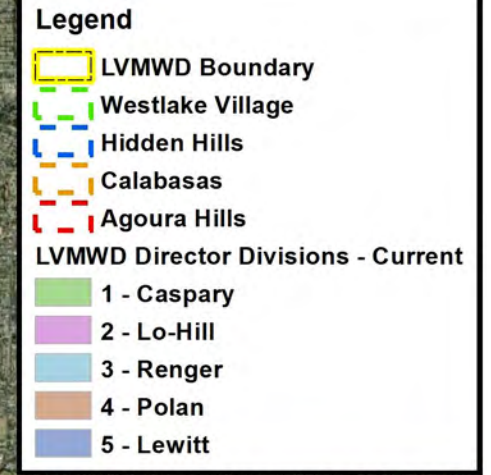 Legend
LVMWD Boundary
Westlake Village
Hidden Hills
Calabasas
Agoura Hills
LVMWD Director Divisions - Current
1 - Caspary
2 - Lo-Hill
3 - Renger
4 - Polan
5 - Lewitt